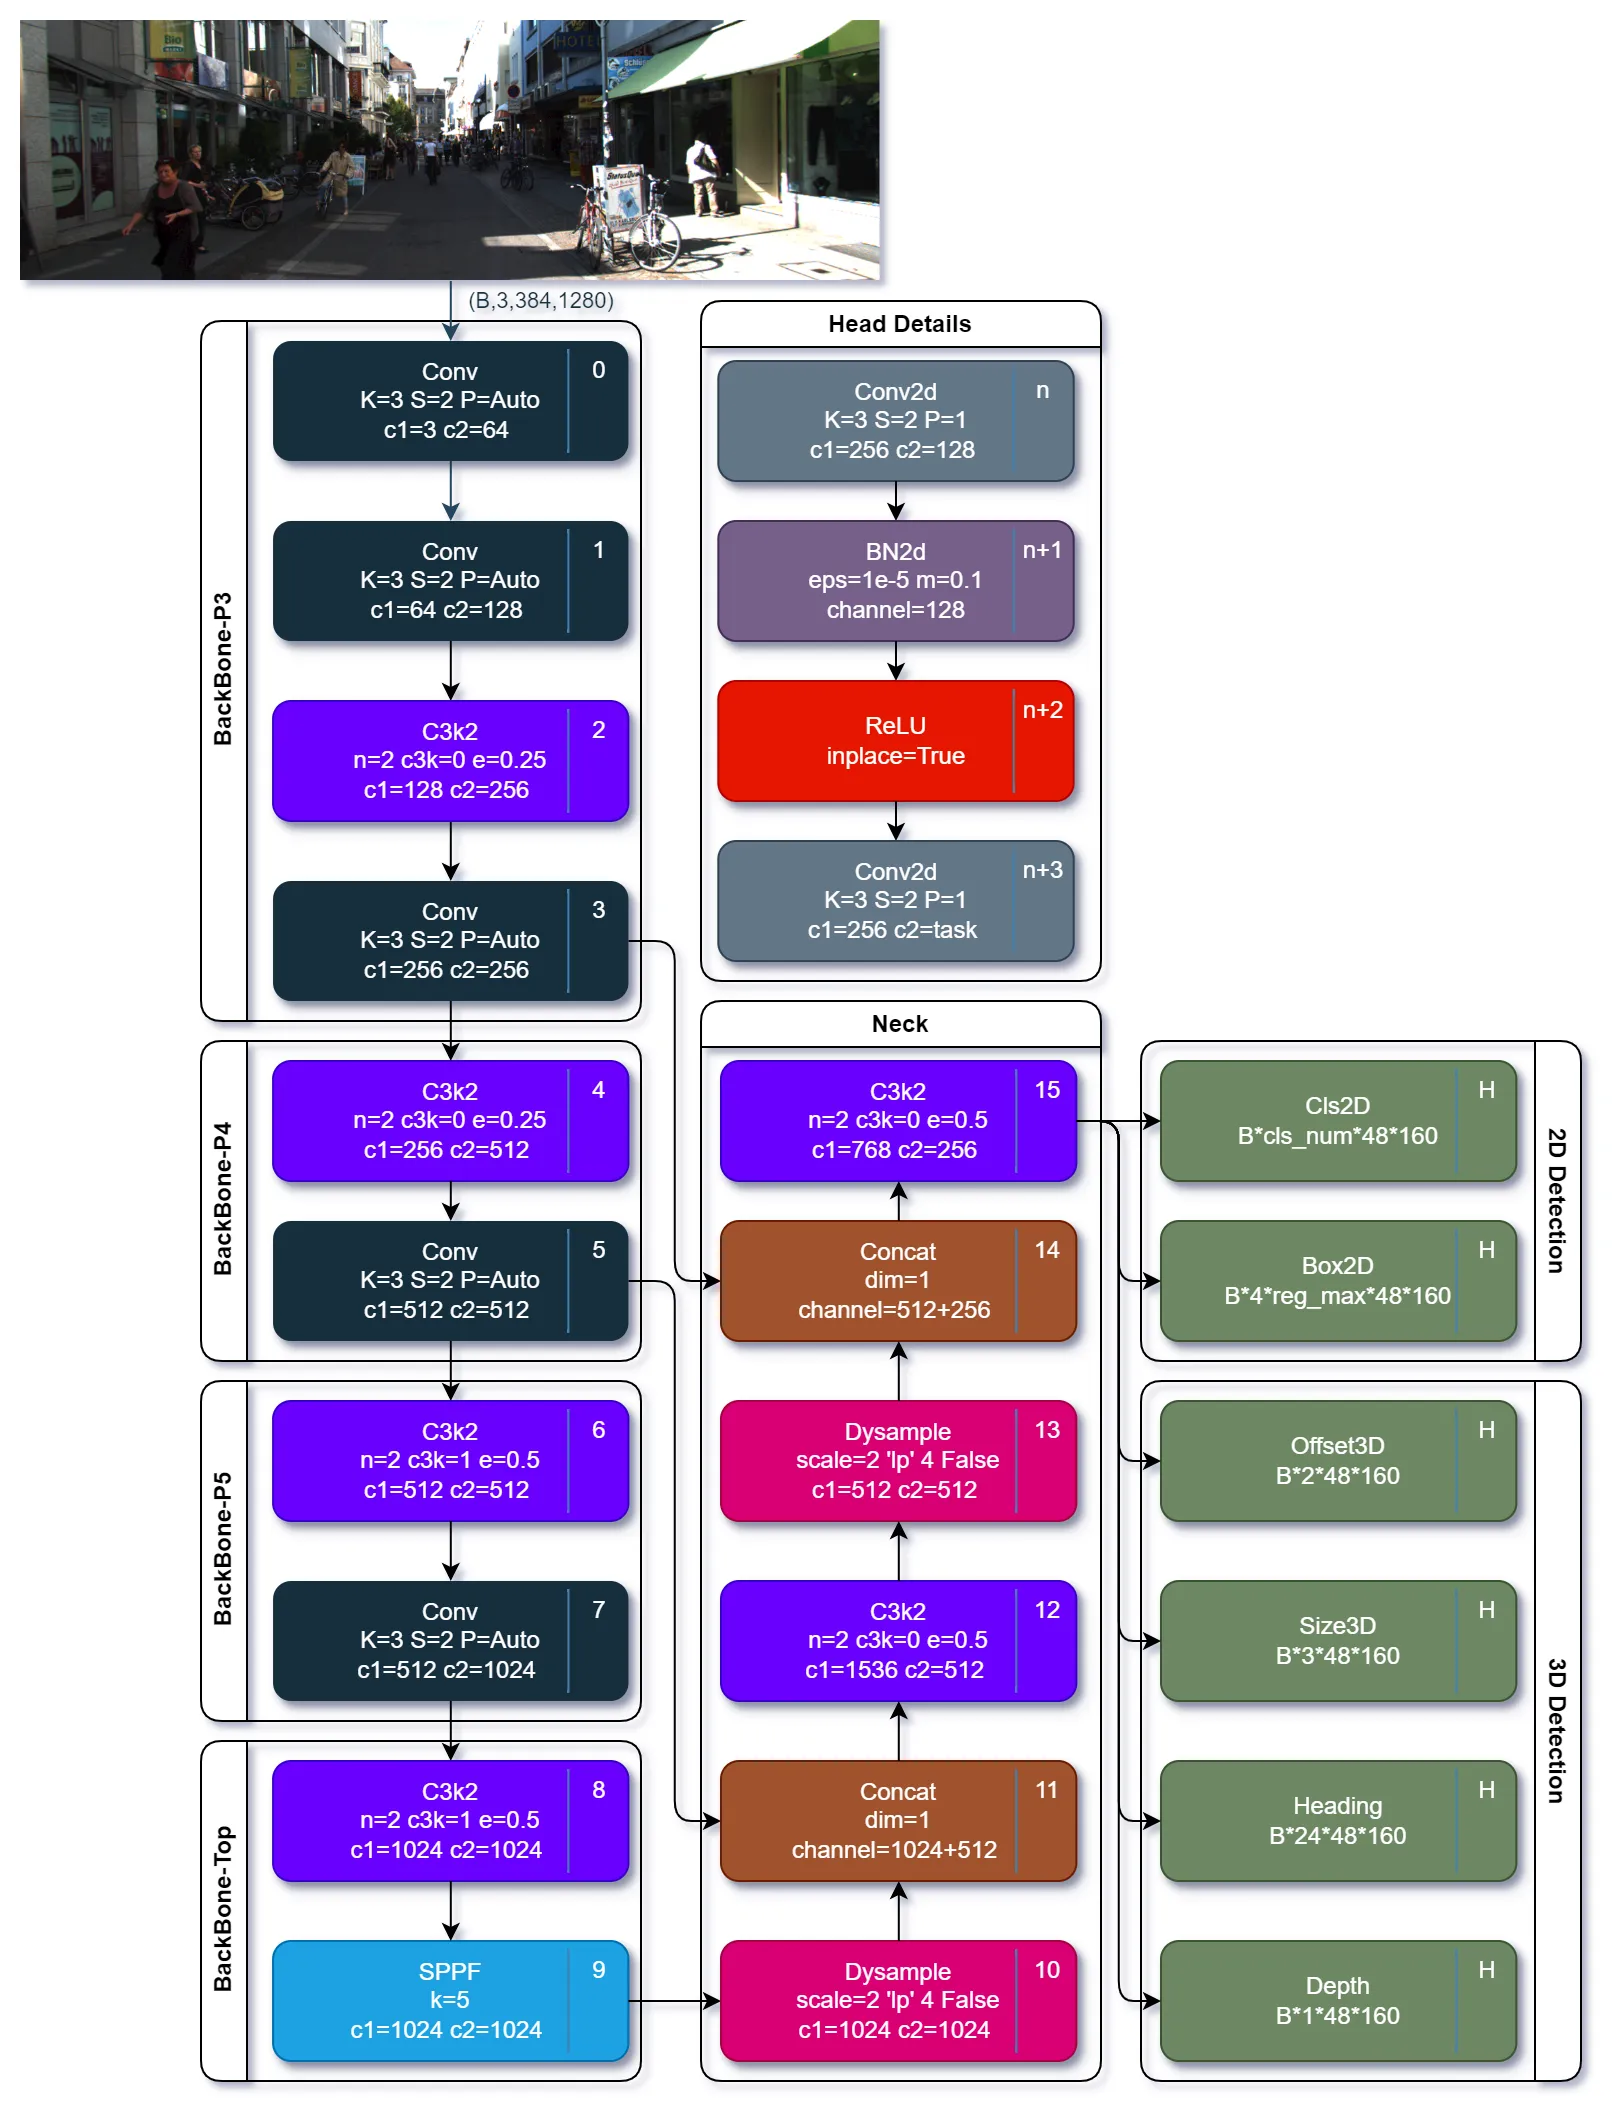 Bio
HOTEL
StatusQuo
(B,3,384,1280)
BackBone-P3
Conv
K=3 S=2 P=Auto
c1=3 c2=64
0
Conv
K=3 S=2 P=Auto
c1=64 c2=128
1
C3k2
n=2 c3k=0 e=0.25
c1=128 c2=256
2
Conv
K=3 S=2 P=Auto
c1=256 c2=256
3
BackBone-P4
C3k2
n=2 c3k=0 e=0.25
c1=256 c2=512
4
Conv
K=3 S=2 P=Auto
c1=512 c2=512
5
BackBone-P5
C3k2
n=2 c3k=1 e=0.5
c1=512 c2=512
6
Conv
K=3 S=2 P=Auto
c1=512 c2=1024
7
BackBone-Top
C3k2
n=2 c3k=1 e=0.5
c1=1024 c2=1024
8
SPPF
k=5
c1=1024 c2=1024
9
Head Details
Conv2d
K=3 S=2 P=1
c1=256 c2=128
n
BN2d
eps=1e-5 m=0.1
channel=128
n+1
ReLU
inplace=True
n+2
Conv2d
K=3 S=2 P=1
c1=256 c2=task
n+3
Neck
C3k2
n=2 c3k=0 e=0.5
c1=768 c2=256
15
Concat
dim=1
channel=512+256
14
Dysample
scale=2 'lp' 4 False
c1=512 c2=512
13
C3k2
n=2 c3k=0 e=0.5
c1=1536 c2=512
12
Concat
dim=1
channel=1024+512
11
Dysample
scale=2 'lp' 4 False
c1=1024 c2=1024
10
2D Detection
Cls2D
B*cls_num*48*160
H
Box2D
B*4*reg_max*48*160
H
3D Detection
Offset3D
B*2*48*160
H
Size3D
B*3*48*160
H
Heading
B*24*48*160
H
Depth
B*1*48*160
H